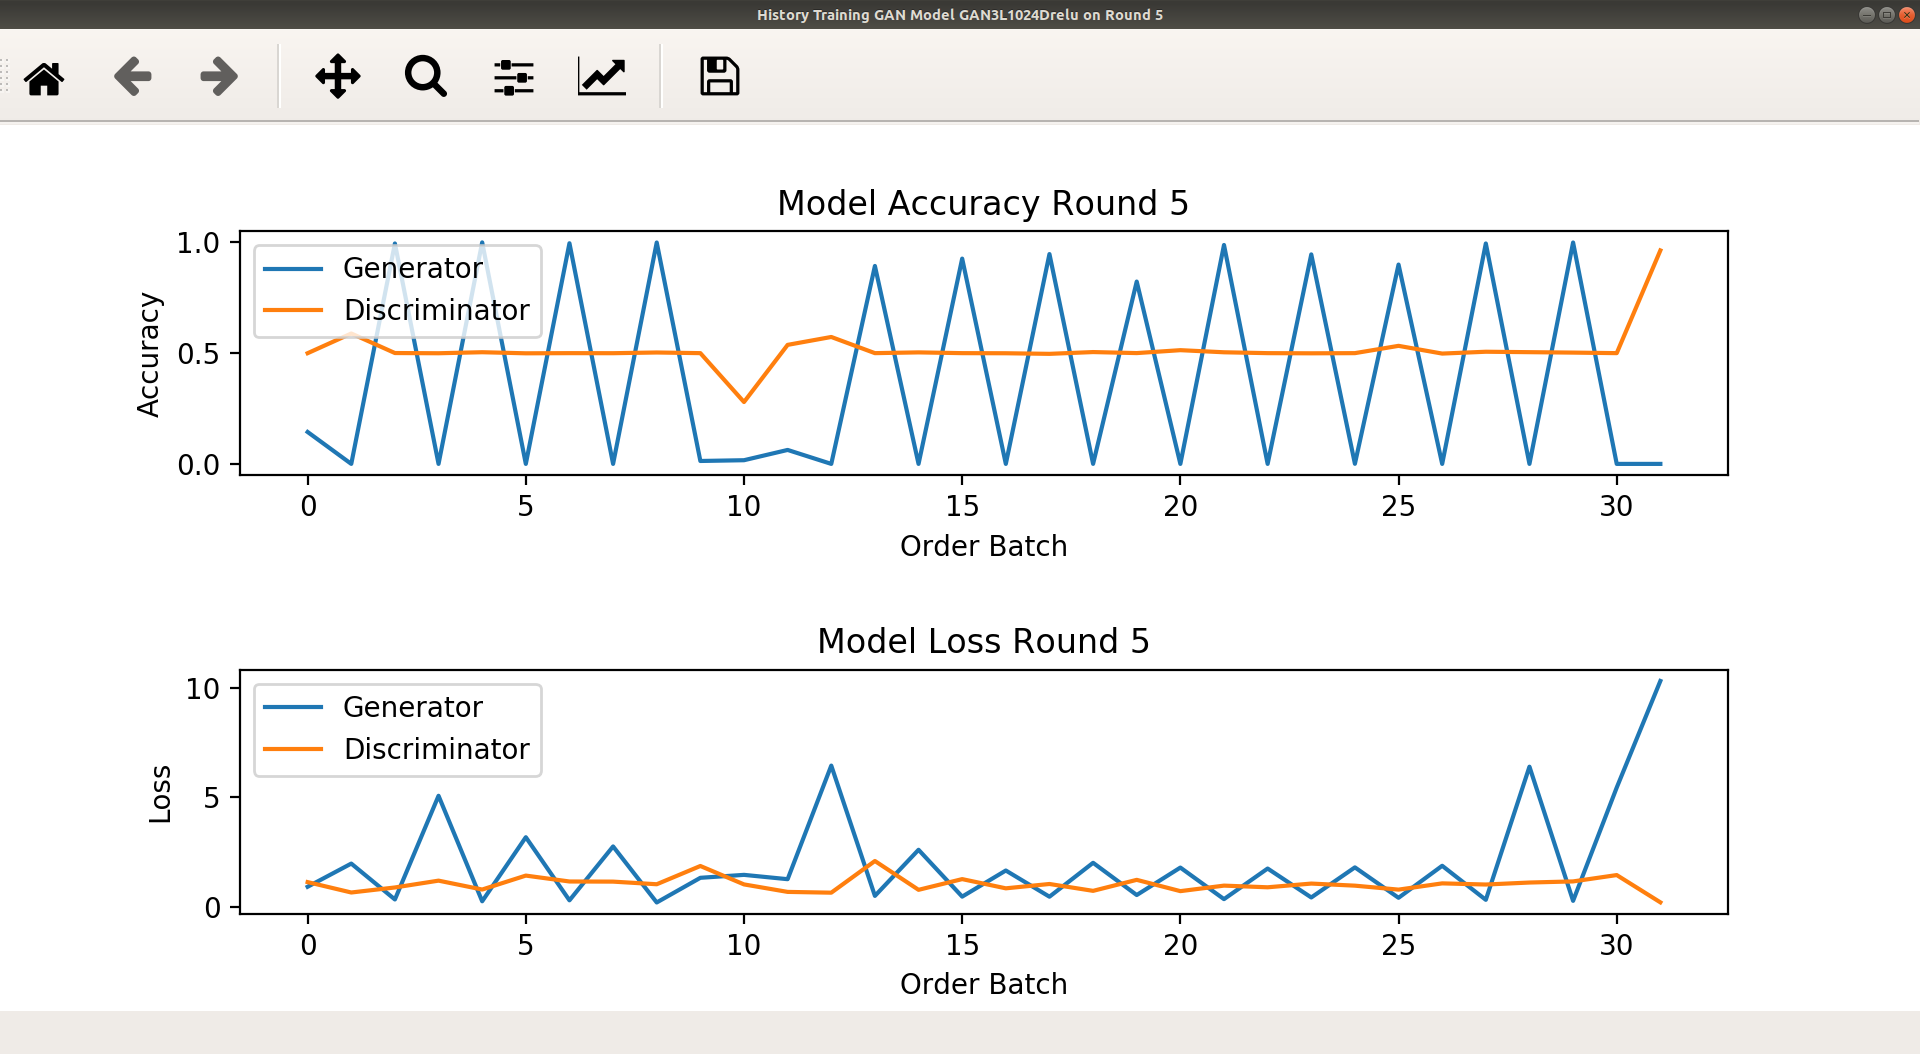 History Training GAN Model GAN3L1024Drelu on Round 5
Model Accuracy Round 5
1.0
0.5
0.0
Accuracy
Generator
Discriminator
0 5 10 15 20 25 30
Order Batch
Model Loss Round 5
10
5
0
Loss
Generator
Discriminator
0 5 10 15 20 25 30
Order Batch